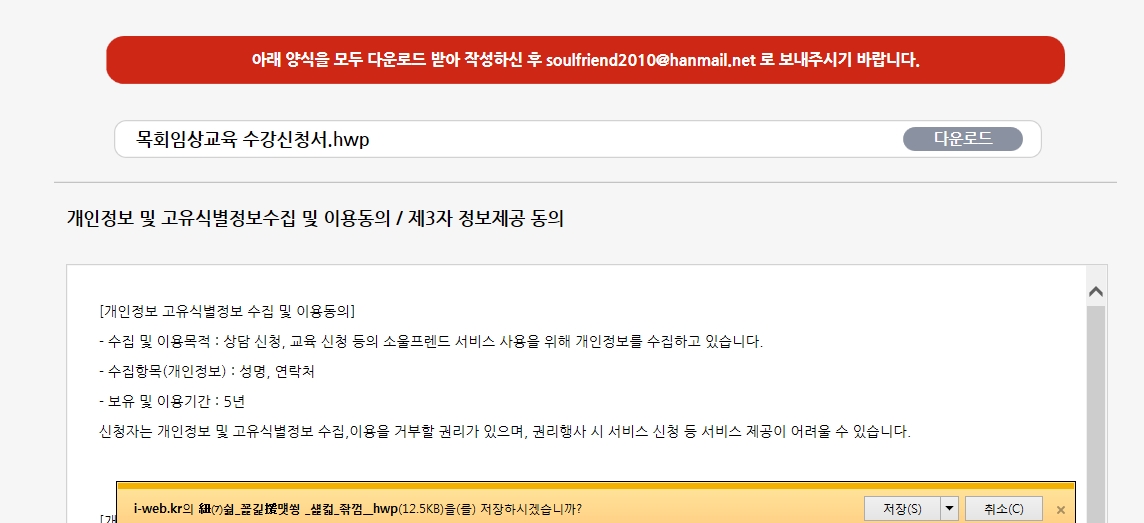 아래 양식을 모두 다운로드 받아 작성하신 후 soulfriend2010@hanmail.net 로 보내주시기 바랍니다.
목회임상교육 수강신청서.hwp 다운로드
개인정보 및 고유식별정보수집 및 이용동의 / 제3자 정보제공 동의
[개인정보 고유식별정보 수집 및 이용동의]
- 수집 및 이용목적 : 상담 신청, 교육 신청 등의 소울프렌드 서비스 사용을 위해 개인정보를 수집하고 있습니다.
- 수집항목(개인정보) : 성명, 연락처
- 보유 및 이용기간 : 5년
신청자는 개인정보 및 고유식별정보 수집,이용을 거부할 권리가 있으며, 권리행사 시 서비스 신청 등 서비스 제공이 어려울 수 있습니다.
[개
i-web.kr의 hwp(12.5KB)을(를) 저장하시겠습니까? 저장(S) 취소(C) ×